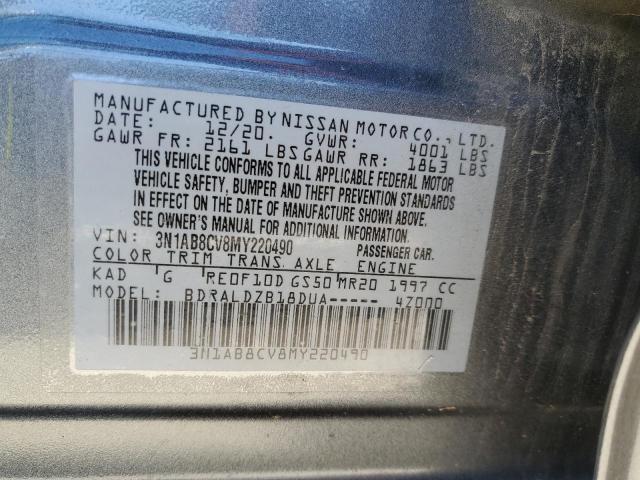 MANUFACTURED BY NISSAN MOTOR CO., LTD.
DATE: 12/20. GVWR: 4001 LBS
GAWR FR: 2161 LBS GAWR RR: 1863 LBS
THIS VEHICLE CONFORMS TO ALL APPLICABLE FEDERAL MOTOR
VEHICLE SAFETY, BUMPER AND THEFT PREVENTION STANDARDS
IN EFFECT ON THE DATE OF MANUFACTURE SHOWN ABOVE.
SEE OWNER'S MANUAL FOR ADDITIONAL INFORMATION.
VIN: 3N1AB8CV8MY220490 PASSENGER CAR.
COLOR TRIM TRANS. AXLE ENGINE
KAD G RE0F10D GS50 MR20 1997 CC
MODEL: BDRALDZB18DUA----- 4Z000
3N1AB8CV8MY220490